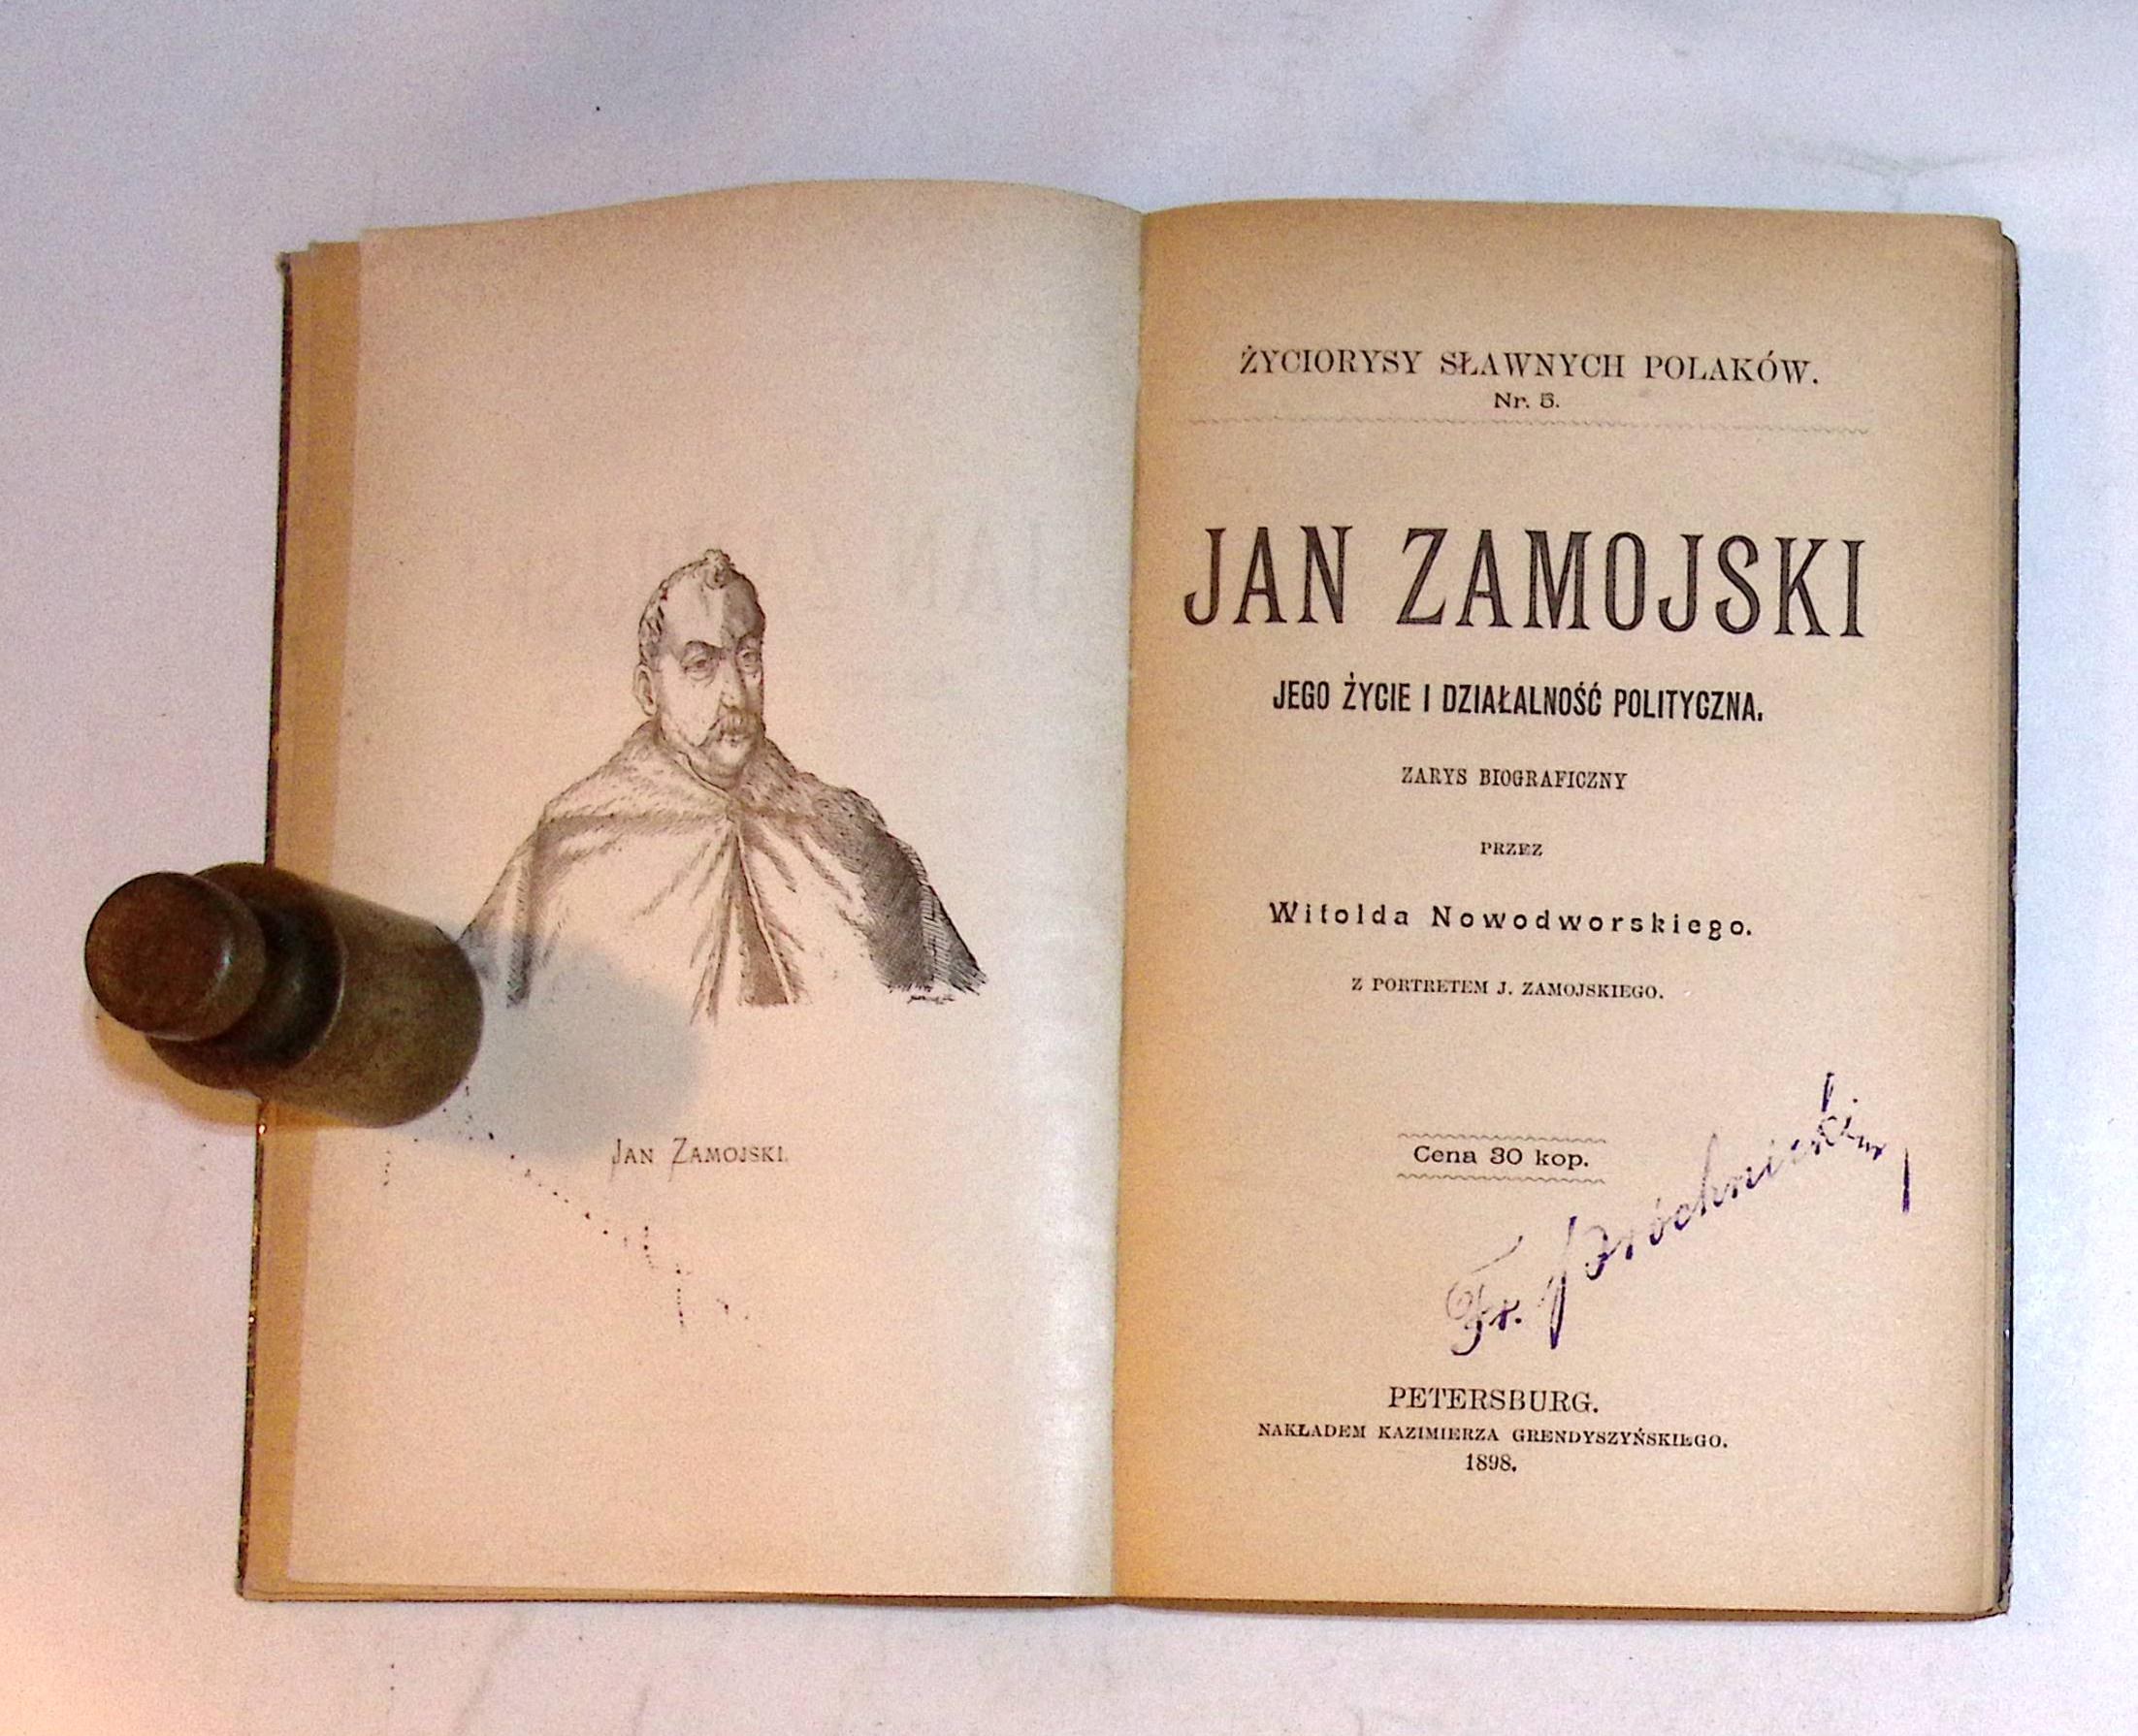 JAN ZAMOJSKI.
ŻYCIORYSY SŁAWNYCH POLAKÓW.
Nr. 5.
JAN ZAMOJSKI
JEGO ŻYCIE I DZIAŁALNOŚĆ POLITYCZNA.
ZARYS BIOGRAFICZNY
PRZEZ
Witolda Nowodworskiego.
Z PORTRETEM J. ZAMOJSKIEGO.
Cena 30 kop.
Fr.
PETERSBURG.
NAKŁADEM KAZIMIERZA GRENDYSZYŃSKIEGO.
1898.